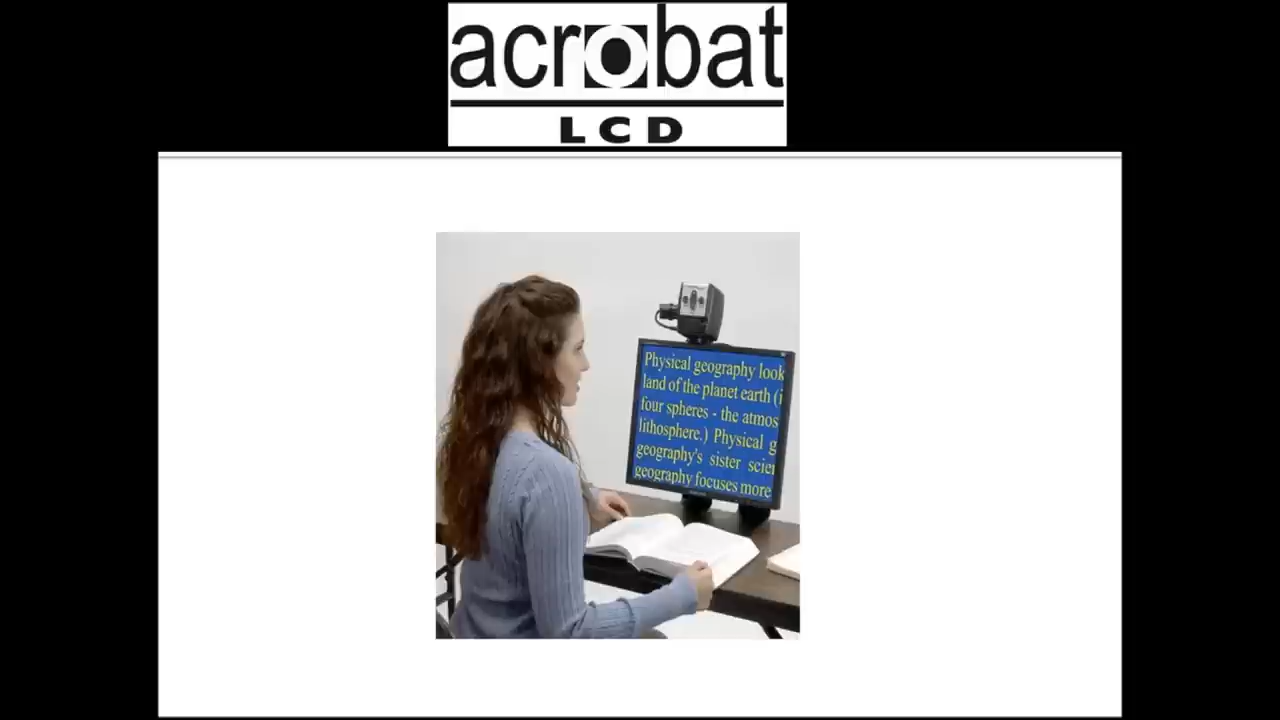 acrobat
LCD
Physical geography look
land of the planet earth (i
four spheres - the atmos
lithosphere.) Physical g
geography's sister scien
geography focuses more